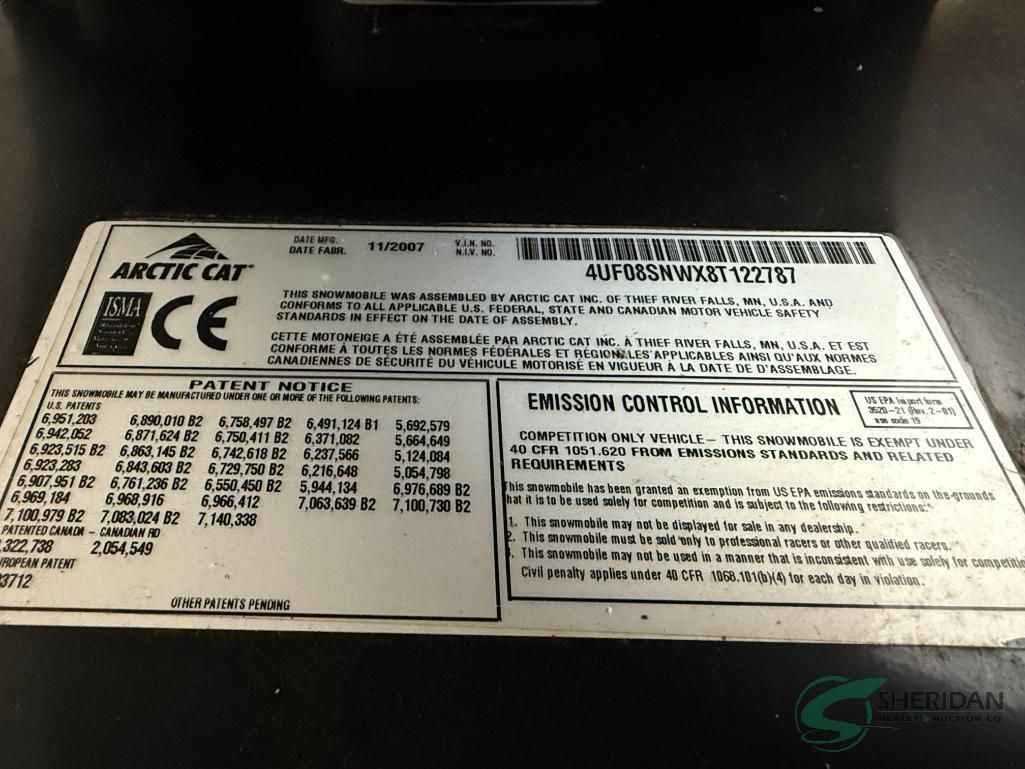 ARCTIC CAT
ISMA
CE
DATE MFG.
DATE FABR.
11/2007
V.I.N. NO.
N.I.V. NO.
4UF08SNWX8T122787
THIS SNOWMOBILE WAS ASSEMBLED BY ARCTIC CAT INC. OF THIEF RIVER FALLS, MN, U.S.A. AND
CONFORMS TO ALL APPLICABLE U.S. FEDERAL, STATE AND CANADIAN MOTOR VEHICLE SAFETY
STANDARDS IN EFFECT ON THE DATE OF ASSEMBLY.
CETTE MOTONEIGE A ÉTÉ ASSEMBLÉE PAR ARCTIC CAT INC. À THIEF RIVER FALLS, MN, U.S.A. ET EST
CONFORME À TOUTES LES NORMES FÉDÉRALES ET RÉGIONALES APPLICABLES AINSI QU'AUX NORMES
CANADIENNES DE SÉCURITÉ DU VÉHICULE MOTORISÉ EN VIGUEUR À LA DATE DE D'ASSEMBLAGE.
PATENT NOTICE
THIS SNOWMOBILE MAY BE MANUFACTURED UNDER ONE OR MORE OF THE FOLLOWING:
U.S. PATENTS
6,951,203 6,890,010 B2 6,758,497 B2 6,491,124 B1 5,692,579
6,942,052 6,871,624 B2 6,750,411 B2 6,371,082 5,664,649
6,923,515 B2 6,863,145 B2 6,742,618 B2 6,237,566 5,124,084
6,923,283 6,843,603 B2 6,729,750 B2 6,216,648 5,054,798
6,907,951 B2 6,761,236 B2 6,550,450 B2 5,944,134 6,976,689 B2
6,969,184 6,968,916 6,966,412 7,063,639 B2 7,100,730 B2
7,100,979 B2 7,083,024 B2 7,140,338
PATENTED CANADA – CANADIAN RD
,322,738 2,054,549
UROPEAN PATENT
3712
OTHER PATENTS PENDING
EMISSION CONTROL INFORMATION
US EPA Import form
3520-21 (Rev. 2-01)
use code 19
COMPETITION ONLY VEHICLE– THIS SNOWMOBILE IS EXEMPT UNDER
40 CFR 1051.620 FROM EMISSIONS STANDARDS AND RELATED
REQUIREMENTS
This snowmobile has been granted an exemption from US EPA emissions standards on the grounds
that it is to be used solely for competition and is subject to the following restrictions:
1. This snowmobile may not be displayed for sale in any dealership.
2. This snowmobile must be sold only to professional racers or other qualified racers.
. This snowmobile may not be used in a manner that is inconsistent with use solely for competitio
Civil penalty applies under 40 CFR 1068.101(b)(4) for each day in violation.
SHERIDAN
REALTY & AUCTION CO.